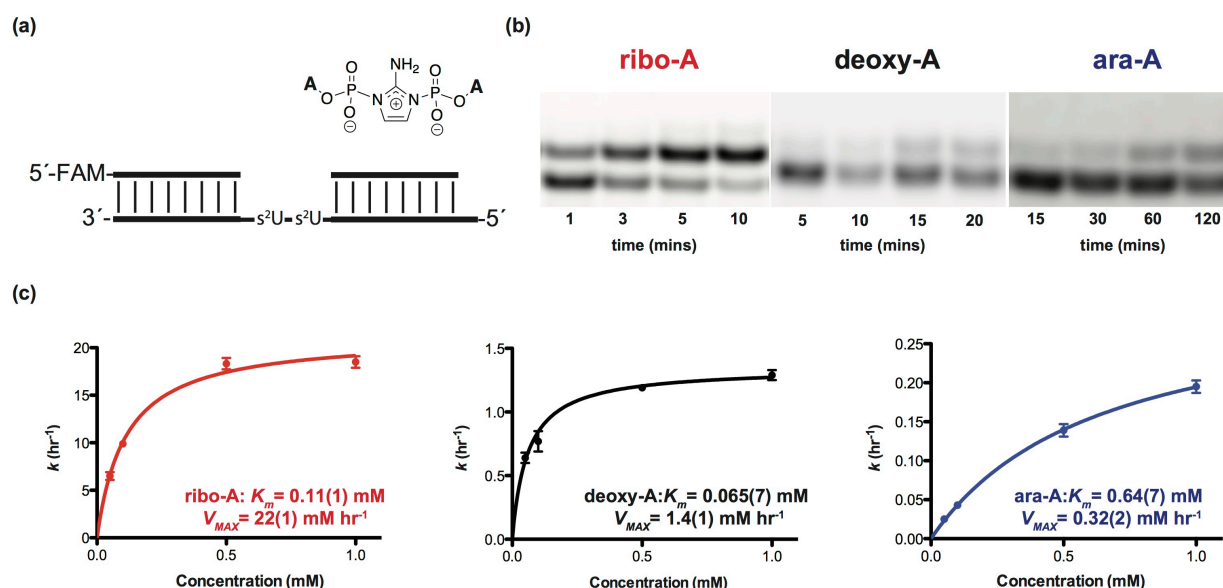 (a)
NH₂
O
O
A
P
N
N
P
A
O
O
O
O
⊕
⊖
⊖
5´-FAM-
3´-
s²U
s²U
-5´
(b)
ribo-A
deoxy-A
ara-A
1 3 5 10
5 10 15 20
15 30 60 120
time (mins)
time (mins)
time (mins)
(c)
20
15
10
5
0
k (hr⁻¹)
ribo-A: Kₘ = 0.11(1) mM
V_MAX = 22(1) mM hr⁻¹
0.0 0.5 1.0
Concentration (mM)
1.5
1.0
0.5
0.0
k (hr⁻¹)
deoxy-A:Kₘ = 0.065(7) mM
V_MAX = 1.4(1) mM hr⁻¹
0.0 0.5 1.0
Concentration (mM)
0.25
0.20
0.15
0.10
0.05
0.00
k (hr⁻¹)
ara-A:Kₘ = 0.64(7) mM
V_MAX = 0.32(2) mM hr⁻¹
0.0 0.5 1.0
Concentration (mM)